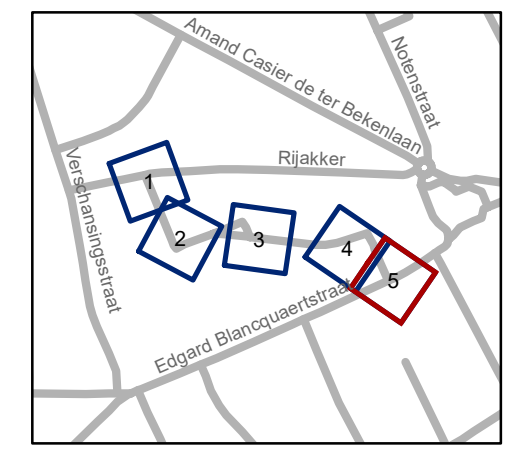 Amand Casier de ter Bekenlaan
Notenstraat
Rijakker
Verschansingsstraat
1
2
3
4
5
Edgard Blancquaertstraat